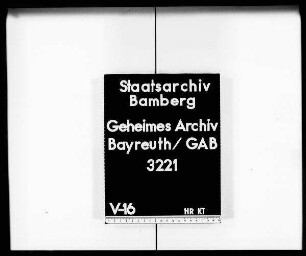 Staatsarchiv
Bamberg
Geheimes Archiv
Bayreuth/ GAB
3221
V-16 HR KT